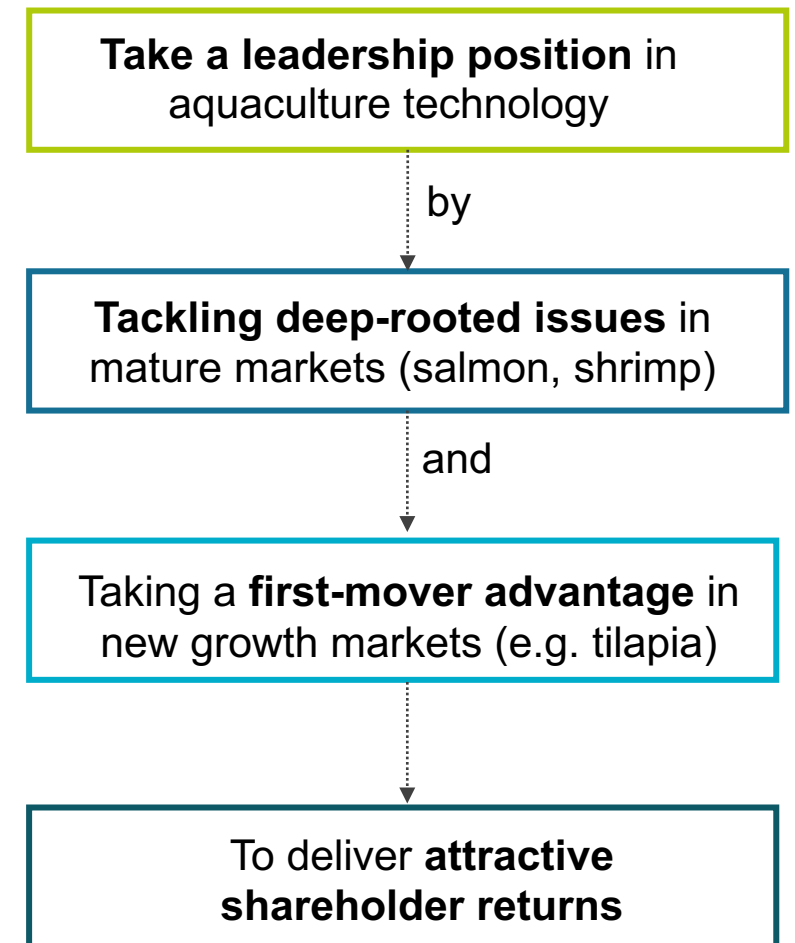 Take a leadership position in
aquaculture technology
by
Tackling deep-rooted issues in
mature markets (salmon, shrimp)
and
Taking a first-mover advantage in
new growth markets (e.g. tilapia)
To deliver attractive
shareholder returns